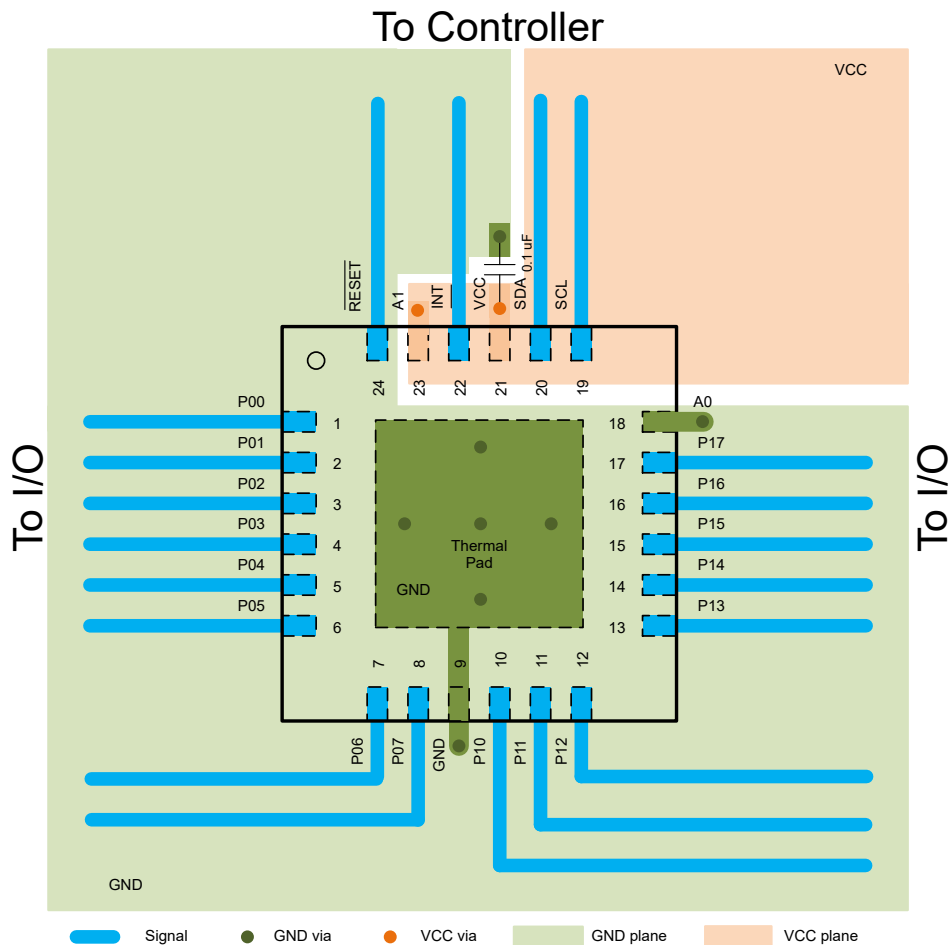 To Controller
VCC
0.1 uF
RESET
A1
INT
VCC
SDA
SCL
24
23
22
21
20
19
P00
1
P01
2
P02
3
P03
4
P04
5
P05
6
To I/O
18
A0
17
P17
16
P16
15
P15
14
P14
13
P13
To I/O
Thermal
Pad
GND
7
8
9
10
11
12
P06
P07
GND
P10
P11
P12
GND
Signal
GND via
VCC via
GND plane
VCC plane